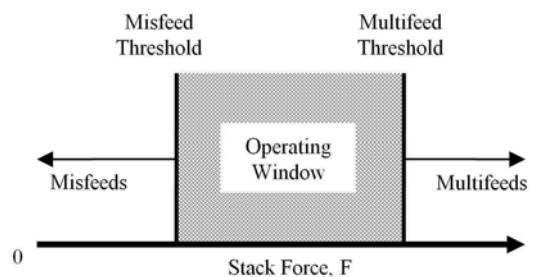 Misfeed
Threshold
Multifeed
Threshold
Operating
Window
Misfeeds
Multifeeds
0
Stack Force, F